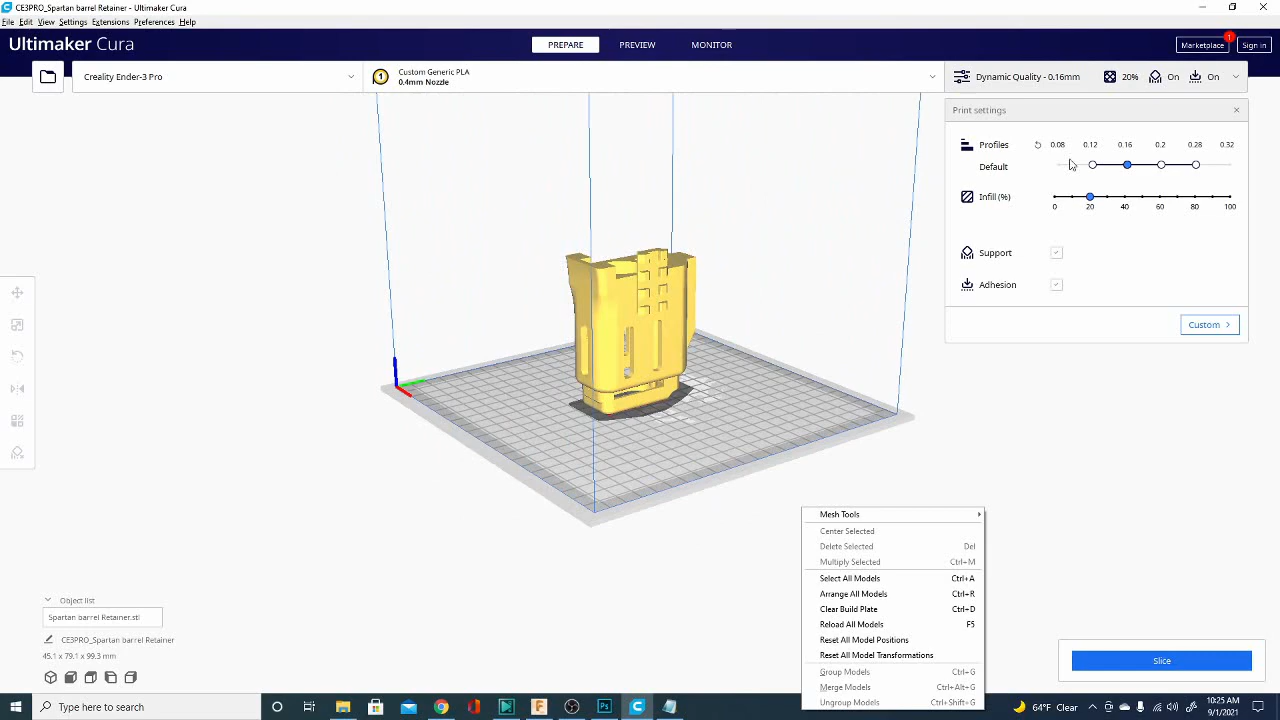 CE3PRO_Spartan barrel Retainer - Ultimaker Cura
File Edit View Settings Extensions Preferences Help
Ultimaker Cura
PREPARE
PREVIEW
MONITOR
Marketplace
1
Sign in
Creality Ender-3 Pro
1
Custom Generic PLA
0.4mm Nozzle
Dynamic Quality - 0.16mm
20%
On
On
Print settings
Profiles
0.08 0.12 0.16 0.2 0.28 0.32
Default
Infill (%)
0 20 40 60 80 100
Support
Adhesion
Custom
Mesh Tools
Center Selected
Delete Selected Del
Multiply Selected Ctrl+M
Select All Models Ctrl+A
Arrange All Models Ctrl+R
Clear Build Plate Ctrl+D
Reload All Models F5
Reset All Model Positions
Reset All Model Transformations
Group Models Ctrl+G
Merge Models Ctrl+Alt+G
Ungroup Models Ctrl+Shift+G
Object list
Spartan barrel Retainer.stl
CE3PRO_Spartan barrel Retainer
45.1 x 79.1 x 99.3 mm
Slice
Type here to search
64°F Clear
10:25 AM
9/1/2021